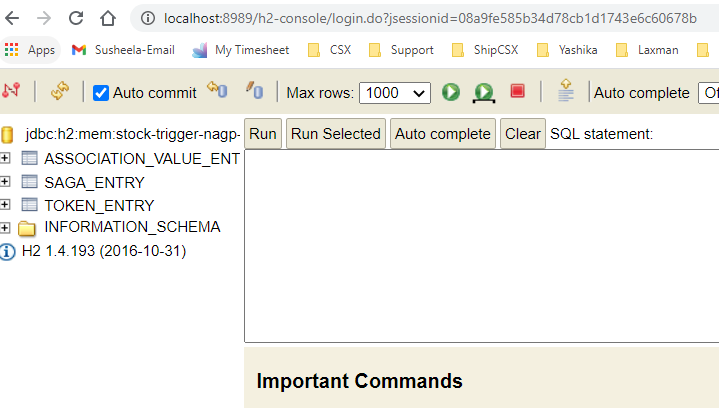 localhost:8989/h2-console/login.do?jsessionid=08a9fe585b34d78cb1d1743e6c60678b
Apps Susheela-Email My Timesheet CSX Support ShipCSX Yashika Laxman
Auto commit Max rows: 1000 Auto complete Of
jdbc:h2:mem:stock-trigger-nagp- Run Run Selected Auto complete Clear SQL statement:
ASSOCIATION_VALUE_ENT
SAGA_ENTRY
TOKEN_ENTRY
INFORMATION_SCHEMA
H2 1.4.193 (2016-10-31)
Important Commands